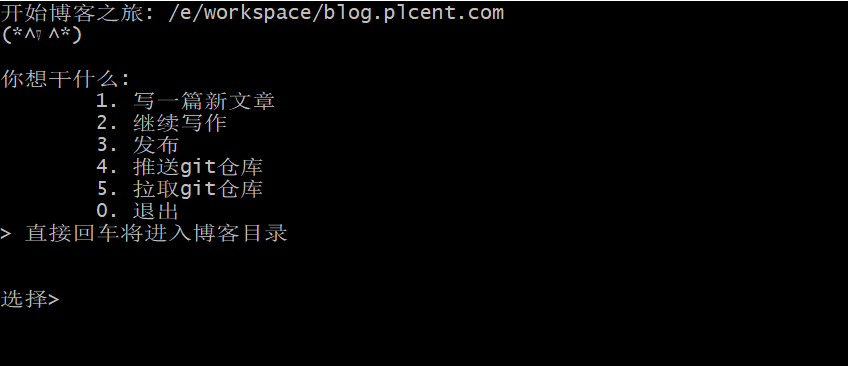 开始博客之旅: /e/workspace/blog.plcent.com
(*^▽^*)
你想干什么:
1. 写一篇新文章
2. 继续写作
3. 发布
4. 推送git仓库
5. 拉取git仓库
0. 退出
> 直接回车将进入博客目录
选择>